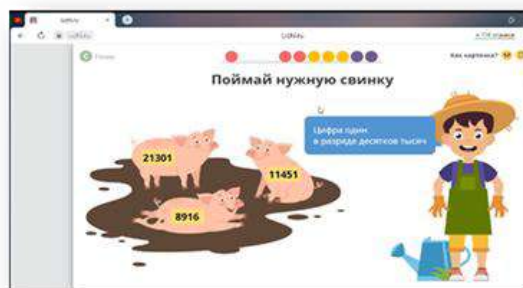 Поймай нужную свинку
Как картинка?
Цифра один
в разряде десятков тысяч
21301
11451
8916